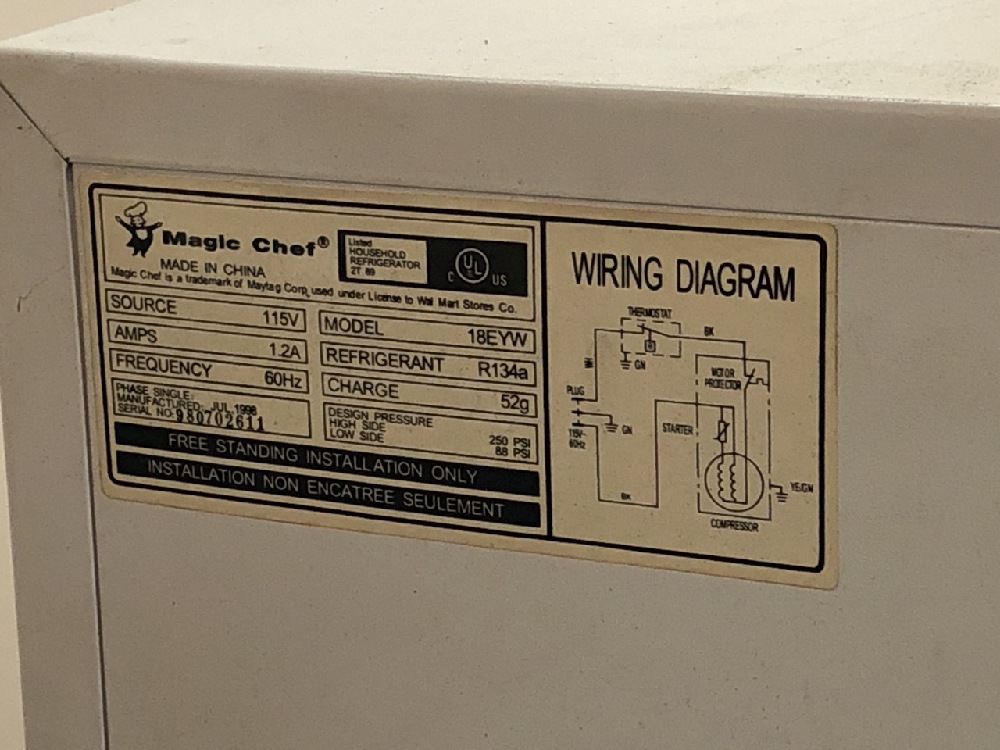 Magic Chef®
MADE IN CHINA
Listed
HOUSEHOLD
REFRIGERATOR
2T 89
C UL US
Magic Chef is a trademark of Maytag Corp. used under License to Wal Mart Stores Co.
SOURCE 115V
AMPS 1.2A
FREQUENCY 60Hz
PHASE SINGLE:
MANUFACTURED: JUL,1998
SERIAL NO: 980702611
MODEL 18EYW
REFRIGERANT R134a
CHARGE 52g
DESIGN PRESSURE
HIGH SIDE 250 PSI
LOW SIDE 88 PSI
FREE STANDING INSTALLATION ONLY
INSTALLATION NON ENCATREE SEULEMENT
WIRING DIAGRAM
THERMOSTAT
BK
GN
MOTOR
PROTECTOR
PLUG
GN
115V~
60Hz
STARTER
BK
YE/GN
COMPRESSOR